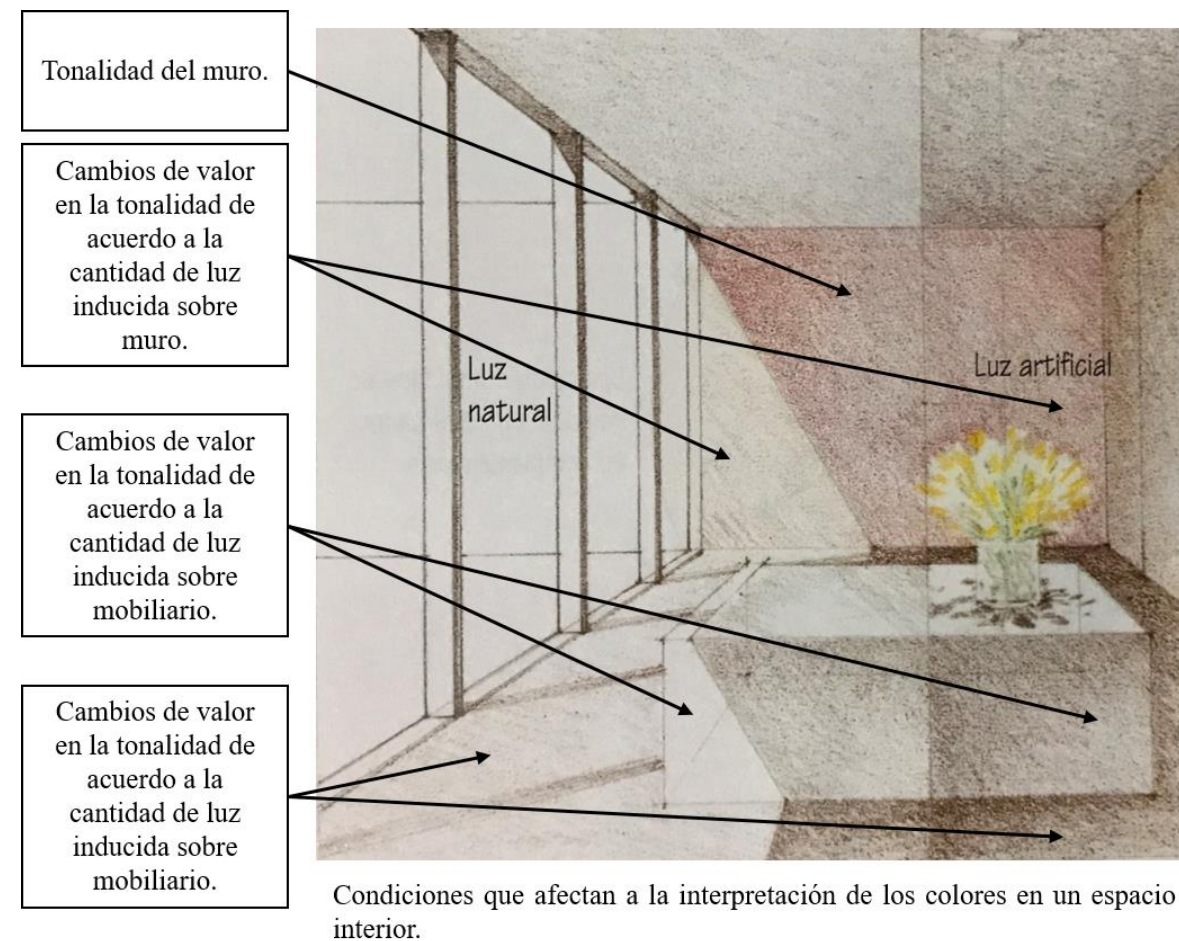 Tonalidad del muro.
Cambios de valor
en la tonalidad de
acuerdo a la
cantidad de luz
inducida sobre
muro.
Luz
natural
Luz artificial
Cambios de valor
en la tonalidad de
acuerdo a la
cantidad de luz
inducida sobre
mobiliario.
Cambios de valor
en la tonalidad de
acuerdo a la
cantidad de luz
inducida sobre
mobiliario.
Condiciones que afectan a la interpretación de los colores en un espacio
interior.